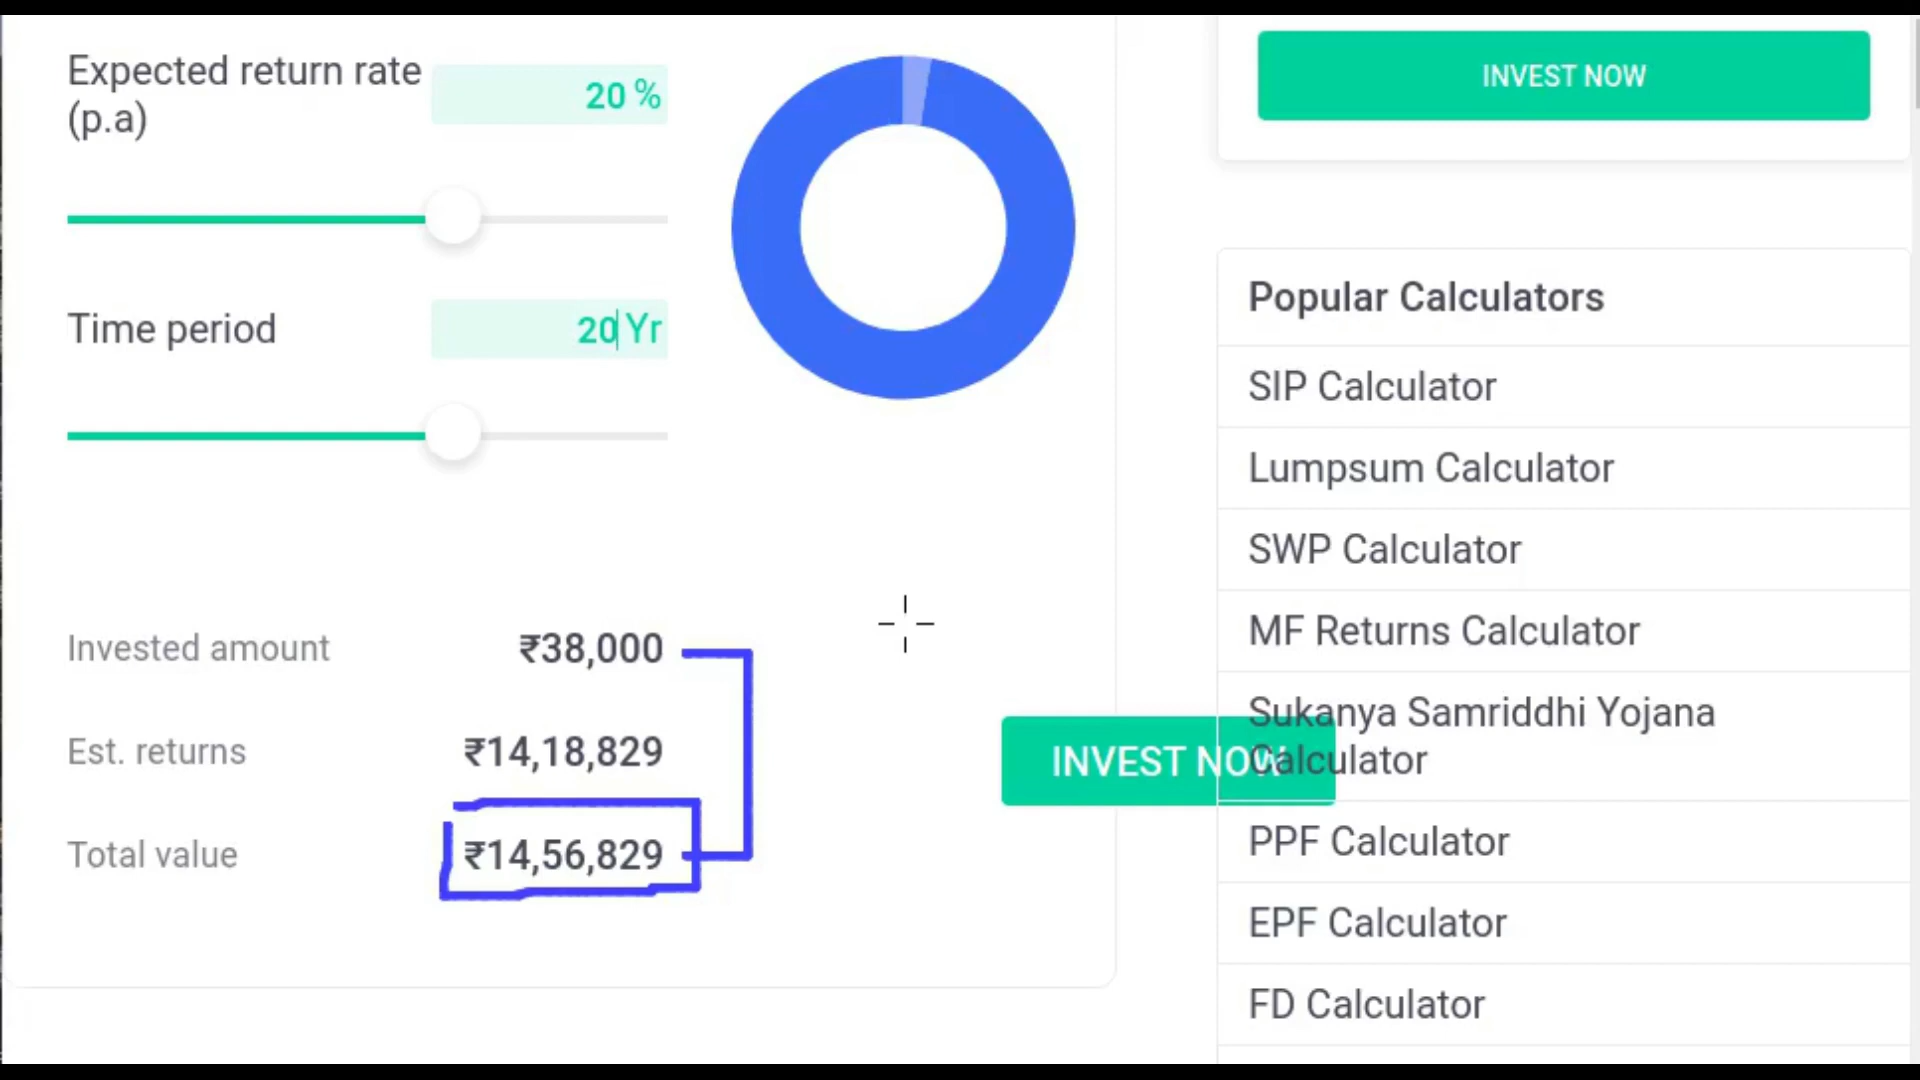 Expected return rate
(p.a)
20 %
Time period
20 Yr
Invested amount
₹38,000
Est. returns
₹14,18,829
Total value
₹14,56,829
INVEST NOW
INVEST NOW
Popular Calculators
SIP Calculator
Lumpsum Calculator
SWP Calculator
MF Returns Calculator
Sukanya Samriddhi Yojana
Calculator
PPF Calculator
EPF Calculator
FD Calculator